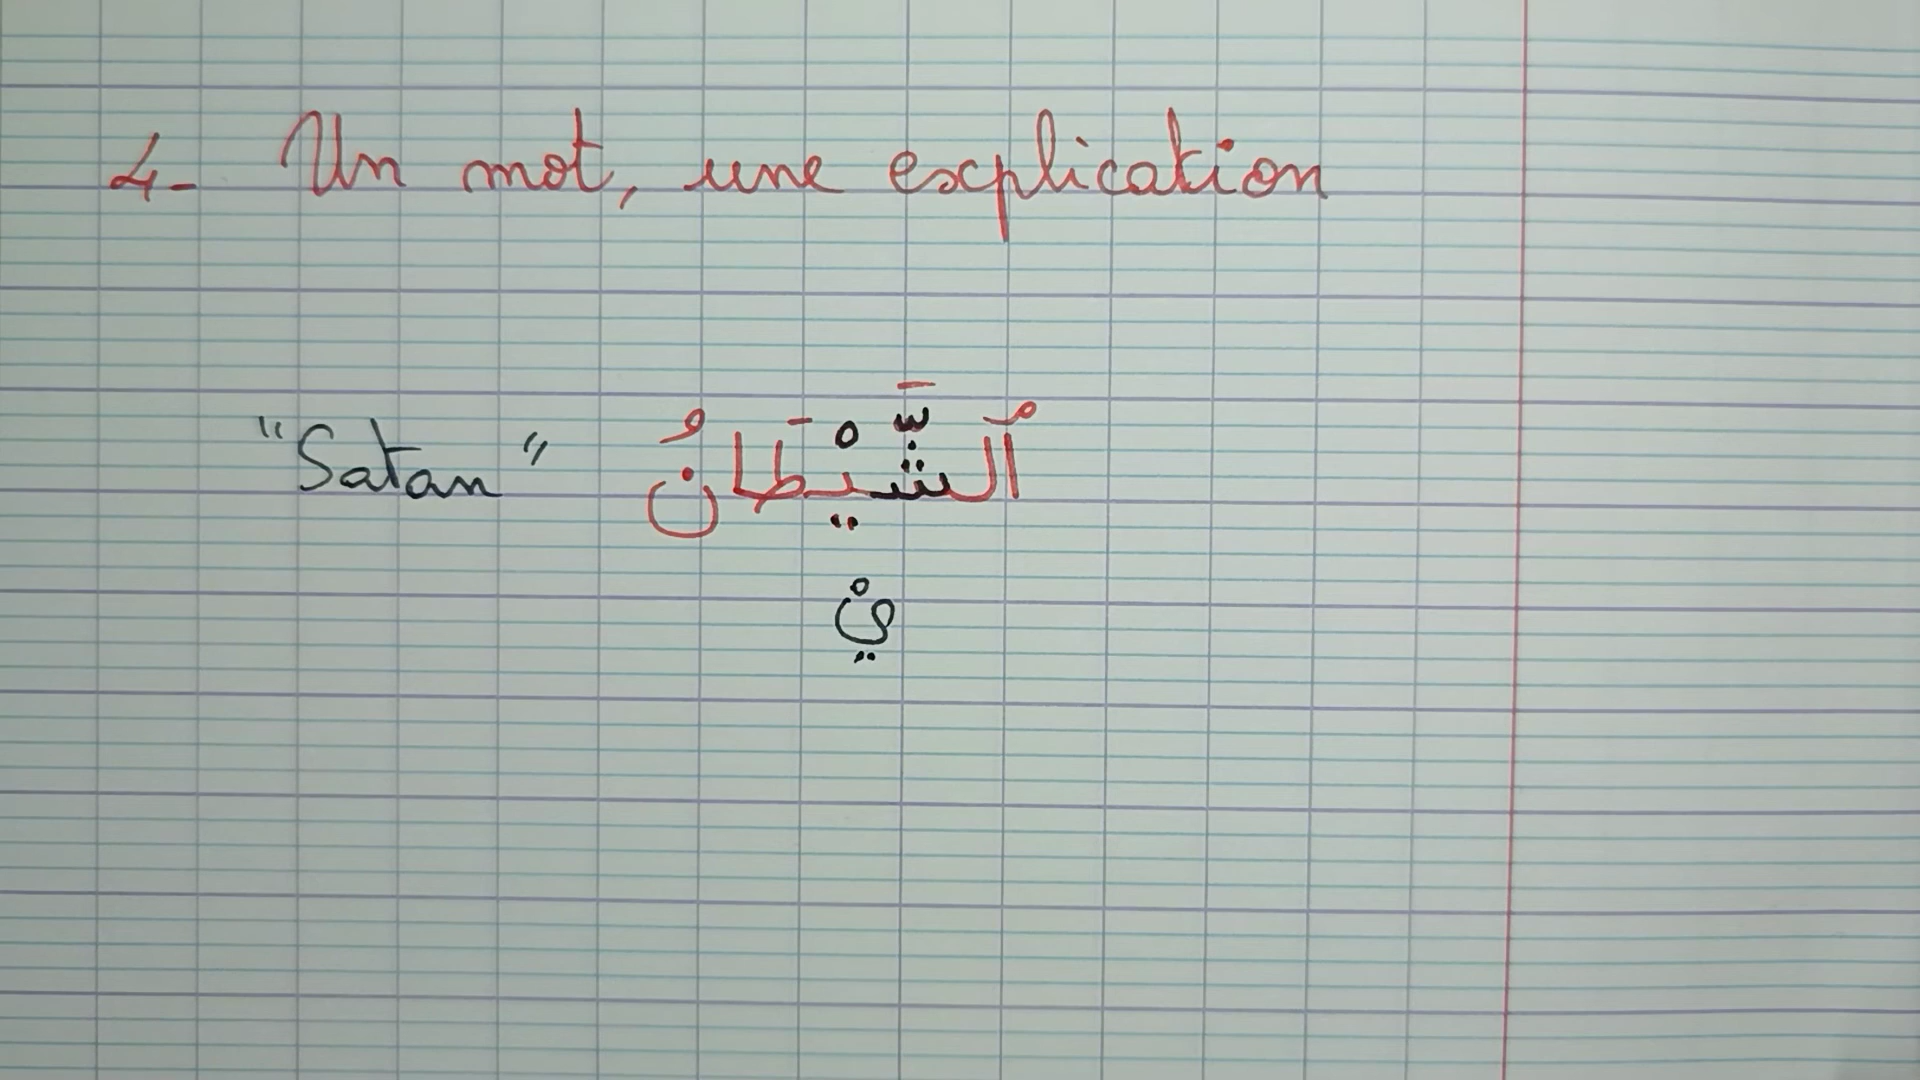 4- Un mot, une explication
"Satan" ٱلشَّيْطَانُ
يْ